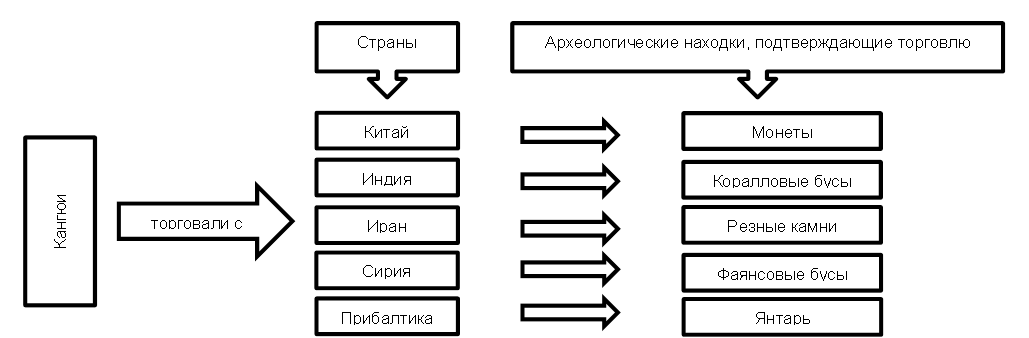 Страны
Археологические находки, подтверждающие торговлю
Кангюи
торговали с
Китай
Монеты
Индия
Коралловые бусы
Иран
Резные камни
Сирия
Фаянсовые бусы
Прибалтика
Янтарь